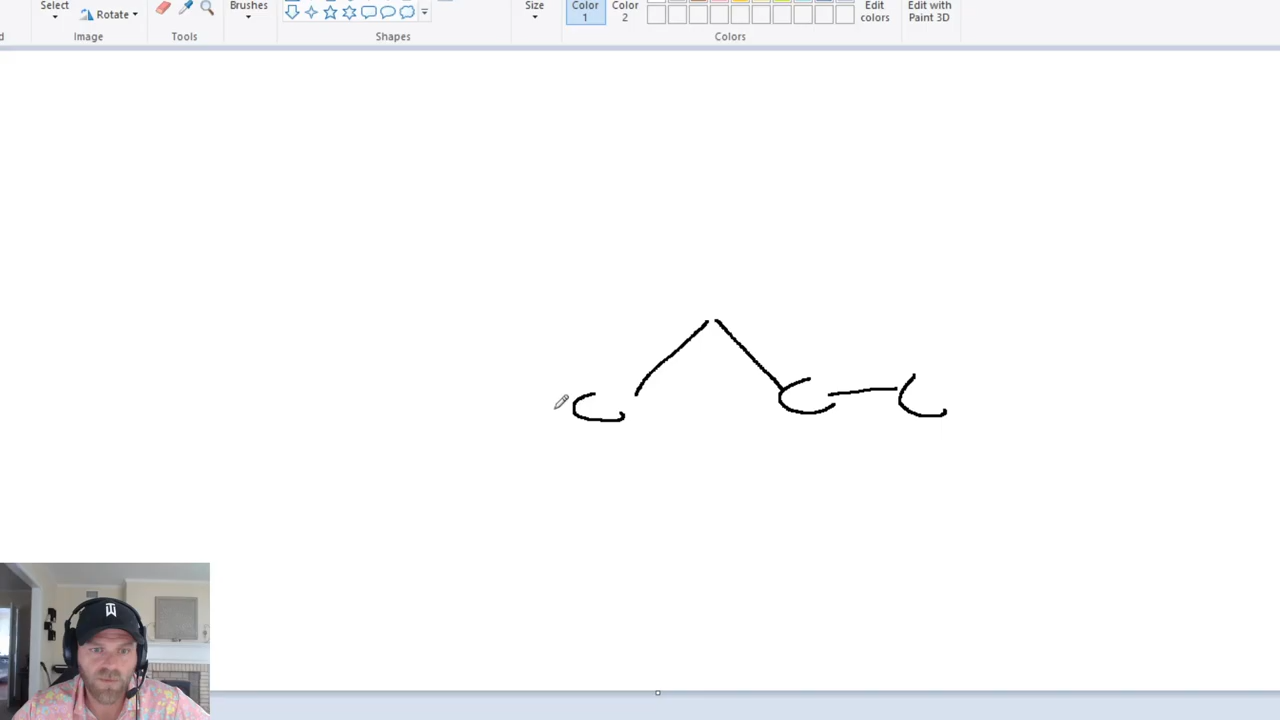 Select
Rotate
Brushes
Size
Color
1
Color
2
Edit
colors
Edit with
Paint 3D
Image
Tools
Shapes
Colors
C C C